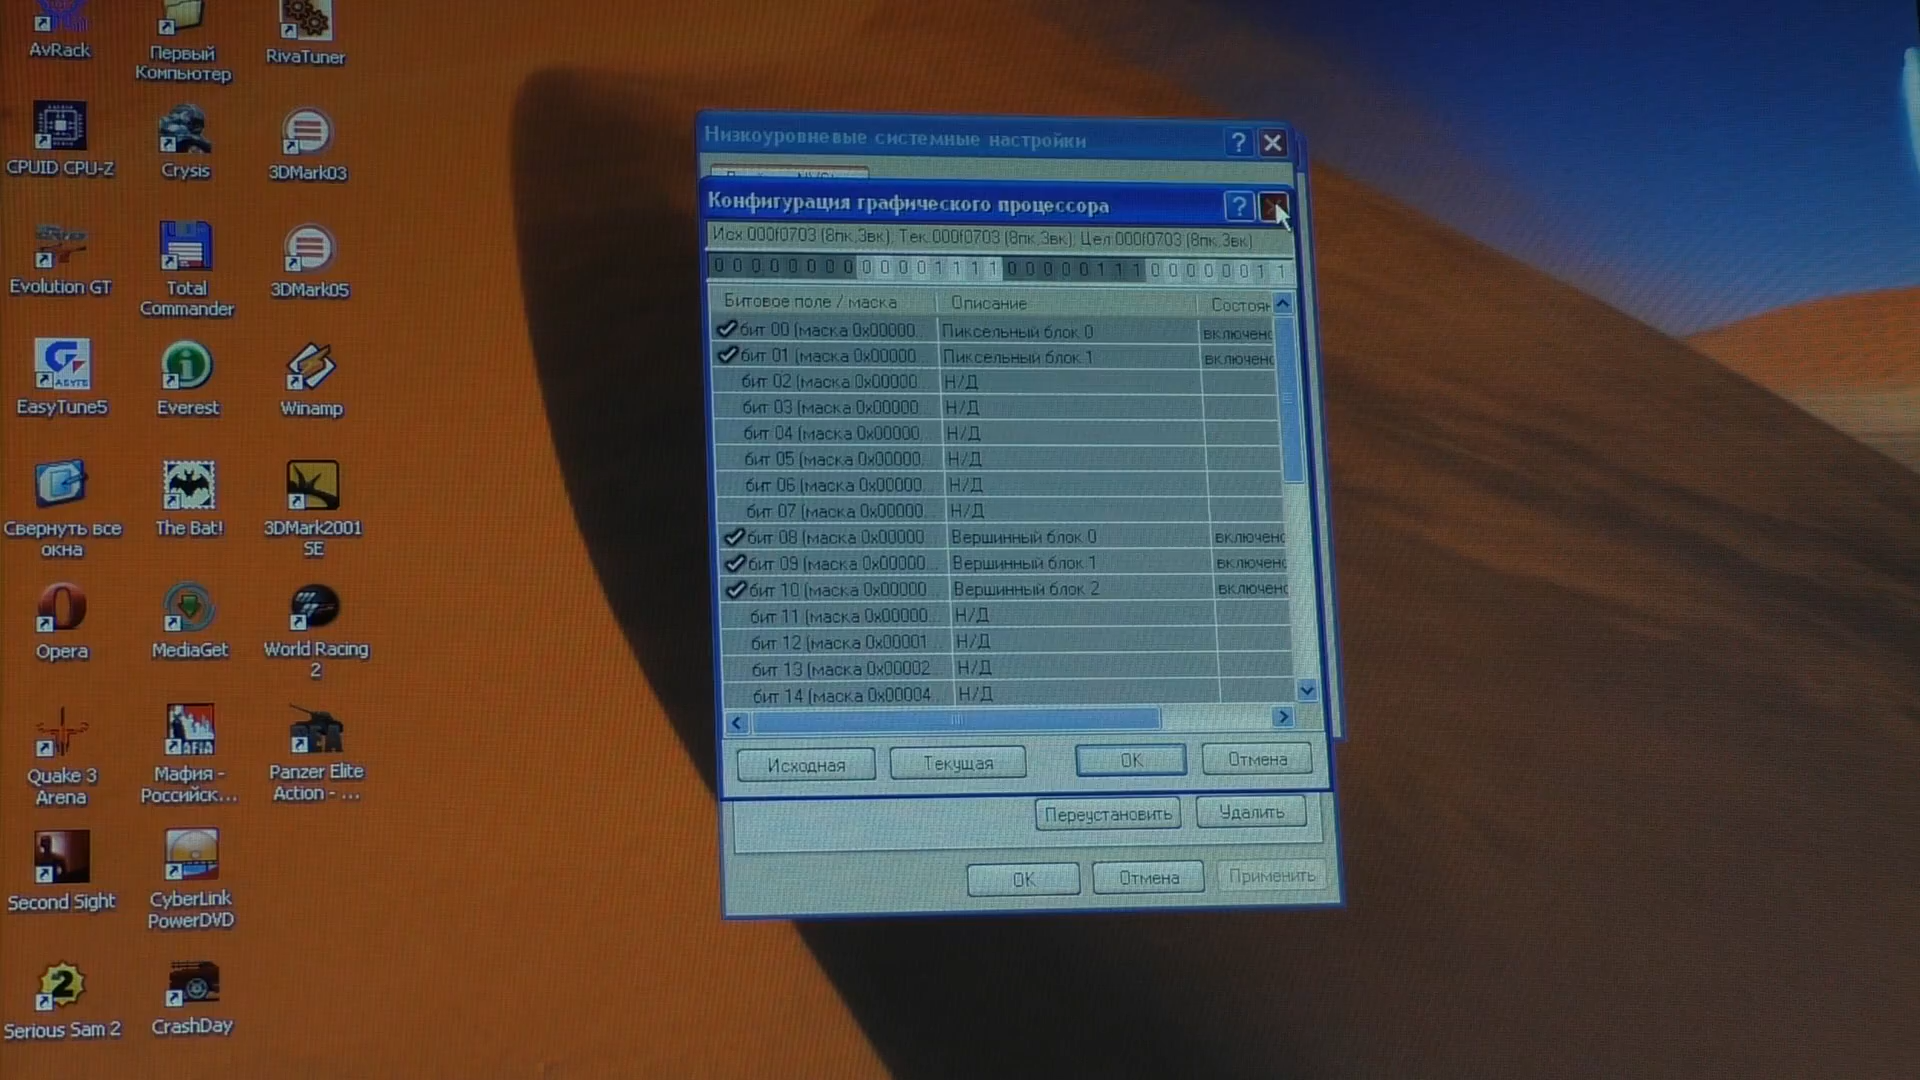 AvRack
Первый
Компьютер
RivaTuner
CPUID CPU-Z
Crysis
3DMark03
Evolution GT
Total
Commander
3DMark05
EasyTune5
Everest
Winamp
Свернуть все
окна
The Bat!
3DMark2001
SE
Opera
MediaGet
World Racing
2
Quake 3
Arena
Мафия -
Российск...
Panzer Elite
Action - ...
Second Sight
CyberLink
PowerDVD
Serious Sam 2
CrashDay
Низкоуровневые системные настройки
Конфигурация графического процессора
Исх.000f0703 (8пк,3вк); Тек.000f0703 (8пк,3вк); Цел.000f0703 (8пк,3вк)
0 0 0 0 0 0 0 0 0 0 0 0 1 1 1 1 0 0 0 0 0 1 1 1 0 0 0 0 0 0 1 1
Битовое поле / маска Описание Состоян
бит 00 (маска 0x00000... Пиксельный блок 0 включено
бит 01 (маска 0x00000... Пиксельный блок 1 включено
бит 02 (маска 0x00000... Н/Д
бит 03 (маска 0x00000... Н/Д
бит 04 (маска 0x00000... Н/Д
бит 05 (маска 0x00000... Н/Д
бит 06 (маска 0x00000... Н/Д
бит 07 (маска 0x00000... Н/Д
бит 08 (маска 0x00000... Вершинный блок 0 включено
бит 09 (маска 0x00000... Вершинный блок 1 включено
бит 10 (маска 0x00000... Вершинный блок 2 включено
бит 11 (маска 0x00000... Н/Д
бит 12 (маска 0x00001... Н/Д
бит 13 (маска 0x00002... Н/Д
бит 14 (маска 0x00004... Н/Д
Исходная Текущая OK Отмена
Переустановить Удалить
OK Отмена Применить